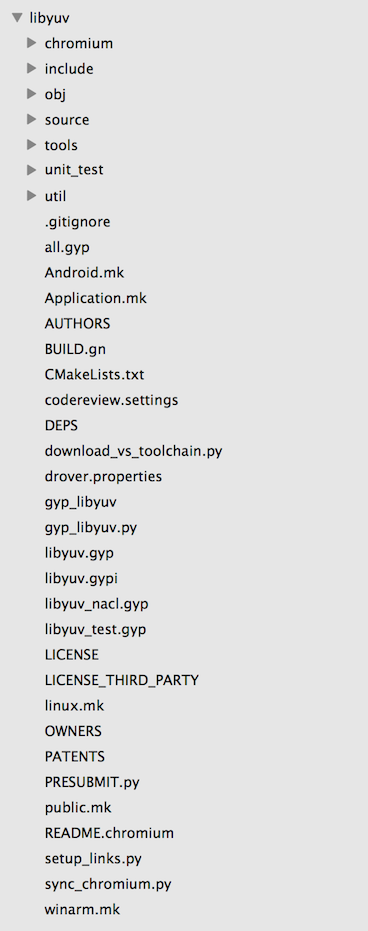 libyuv
chromium
include
obj
source
tools
unit_test
util
.gitignore
all.gyp
Android.mk
Application.mk
AUTHORS
BUILD.gn
CMakeLists.txt
codereview.settings
DEPS
download_vs_toolchain.py
drover.properties
gyp_libyuv
gyp_libyuv.py
libyuv.gyp
libyuv.gypi
libyuv_nacl.gyp
libyuv_test.gyp
LICENSE
LICENSE_THIRD_PARTY
linux.mk
OWNERS
PATENTS
PRESUBMIT.py
public.mk
README.chromium
setup_links.py
sync_chromium.py
winarm.mk